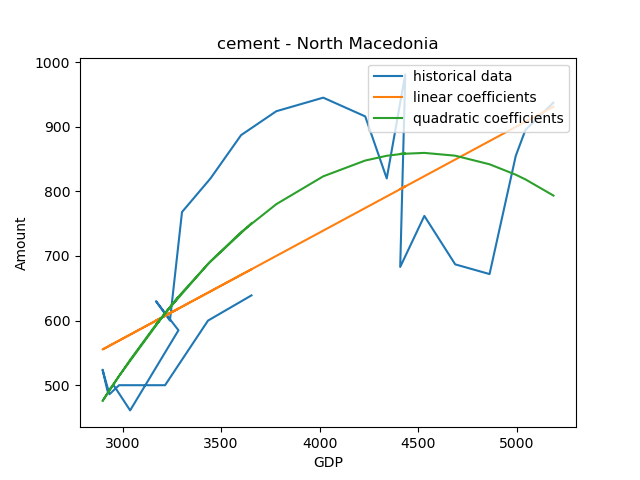 cement - North Macedonia
historical data
linear coefficients
quadratic coefficients
1000
900
800
700
600
500
Amount
3000 3500 4000 4500 5000
GDP